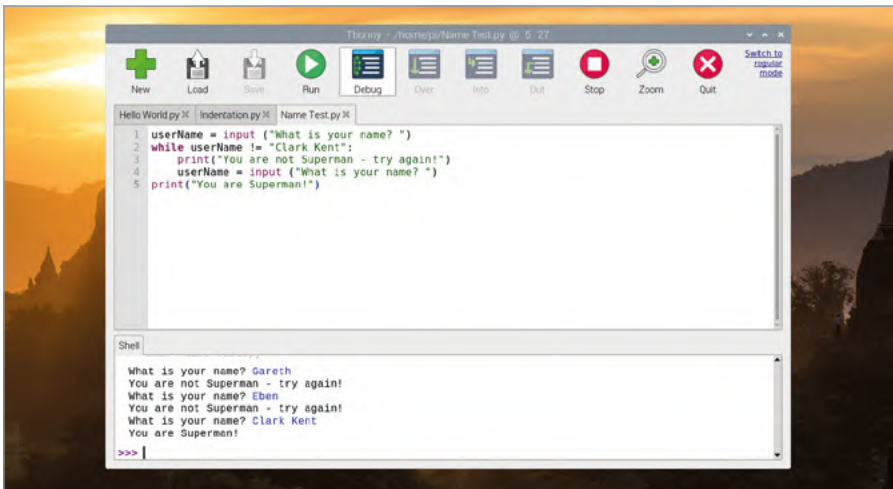 Thonny - /home/pi/Name Test.py @ 5 : 27
Switch to
regular
mode
New Load Save Run Debug Over Into Out Stop Zoom Quit
Hello World.py Indentation.py Name Test.py
1 userName = input ("What is your name? ")
2 while userName != "Clark Kent":
3 print("You are not Superman - try again!")
4 userName = input ("What is your name? ")
5 print("You are Superman!")
Shell
What is your name? Gareth
You are not Superman - try again!
What is your name? Eben
You are not Superman - try again!
What is your name? Clark Kent
You are Superman!
>>>